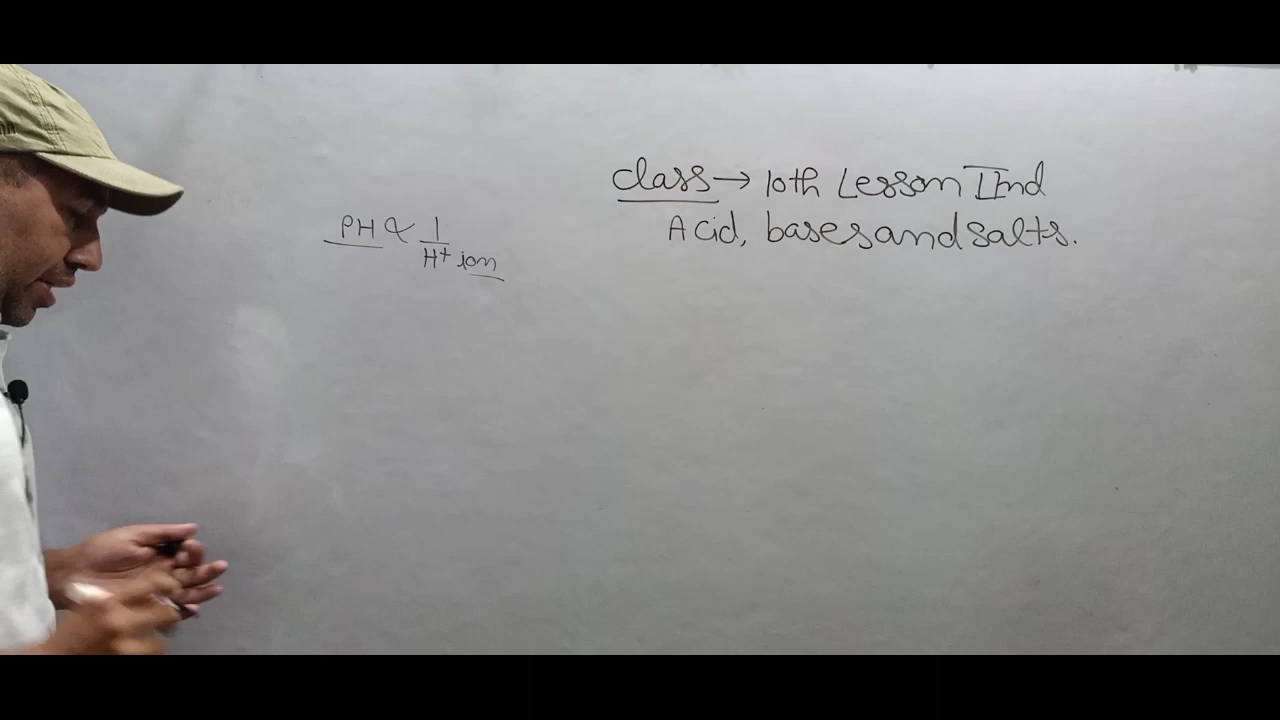 class → 10th Lesson IInd
Acid, bases and salts.
PH ∝ 1/H+ ion